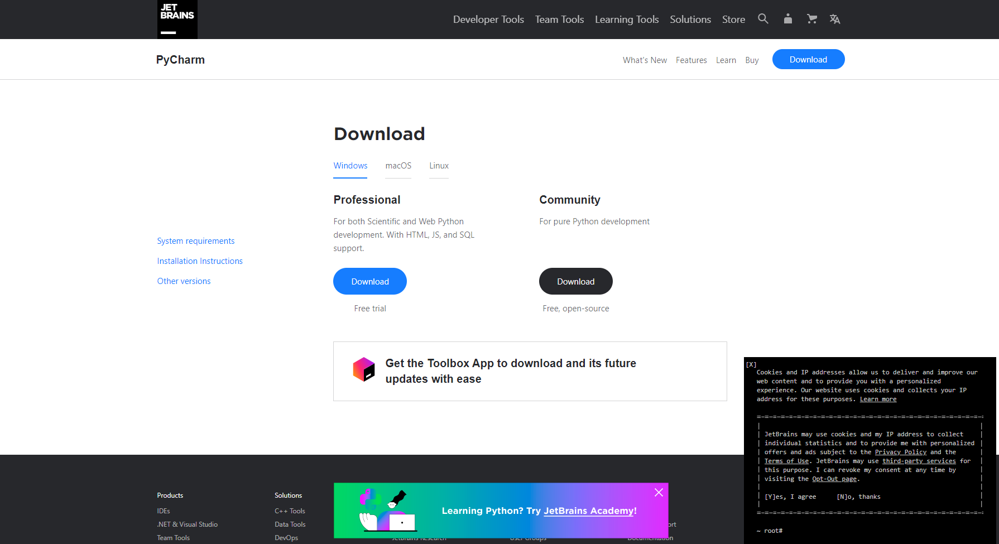 JET
BRAINS
Developer Tools Team Tools Learning Tools Solutions Store
PyCharm
What's New Features Learn Buy Download
Download
Windows macOS Linux
Professional
For both Scientific and Web Python
development. With HTML, JS, and SQL
support.
Download
Free trial
Community
For pure Python development
Download
Free, open-source
System requirements
Installation Instructions
Other versions
Get the Toolbox App to download and its future
updates with ease
[X]
Cookies and IP addresses allow us to deliver and improve our
web content and to provide you with a personalized
experience. Our website uses cookies and collects your IP
address for these purposes. Learn more
JetBrains may use cookies and my IP address to collect
individual statistics and to provide me with personalized
offers and ads subject to the Privacy Policy and the
Terms of Use. JetBrains may use third-party services for
this purpose. I can revoke my consent at any time by
visiting the Opt-Out page.
[Y]es, I agree [N]o, thanks
~ root#
Products
IDEs
.NET & Visual Studio
Team Tools
Solutions
C++ Tools
Data Tools
DevOps
Learning Python? Try JetBrains Academy!